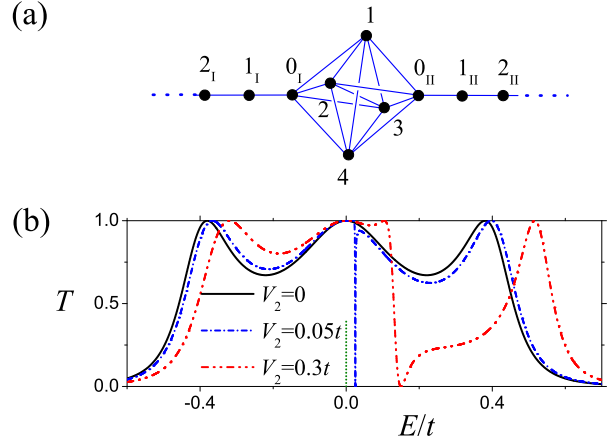 (a)
1
2_I 1_I 0_I 0_II 1_II 2_II
2
3
4
(b)
1.0
T
0.5
0.0
V_2=0
V_2=0.05t
V_2=0.3t
-0.4 0.0 0.4
E/t